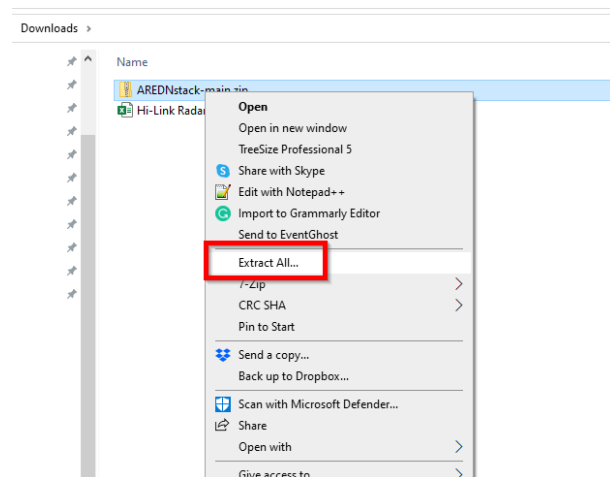 Downloads
Name
AREDNstack-main.zip
Hi-Link Radar
Open
Open in new window
TreeSize Professional 5
Share with Skype
Edit with Notepad++
Import to Grammarly Editor
Send to EventGhost
Extract All...
7-Zip
CRC SHA
Pin to Start
Send a copy...
Back up to Dropbox...
Scan with Microsoft Defender...
Share
Open with
Give access to